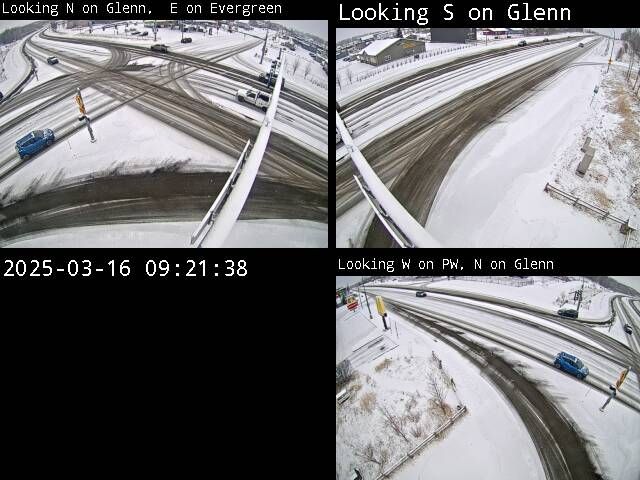 Looking N on Glenn,  E on Evergreen
Looking S on Glenn
2025-03-16 09:21:38
Looking W on PW, N on Glenn